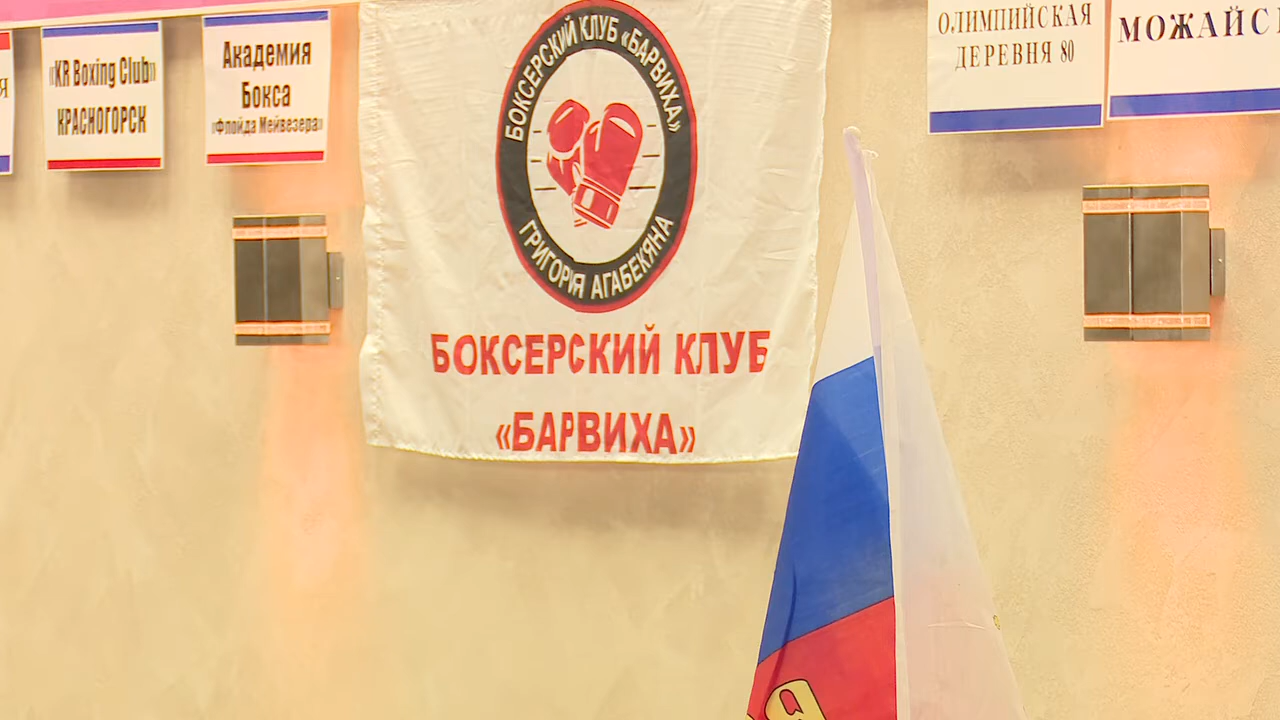 Я
«KR Boxing Club»
КРАСНОГОРСК
Академия
Бокса
«Флойда Мейвезера»
БОКСЕРСКИЙ КЛУБ «БАРВИХА»
ГРИГОРІЯ АГАБЕКЯНА
БОКСЕРСКИЙ КЛУБ
«БАРВИХА»
ОЛИМПИЙСКАЯ
ДЕРЕВНЯ 80
МОЖАЙС